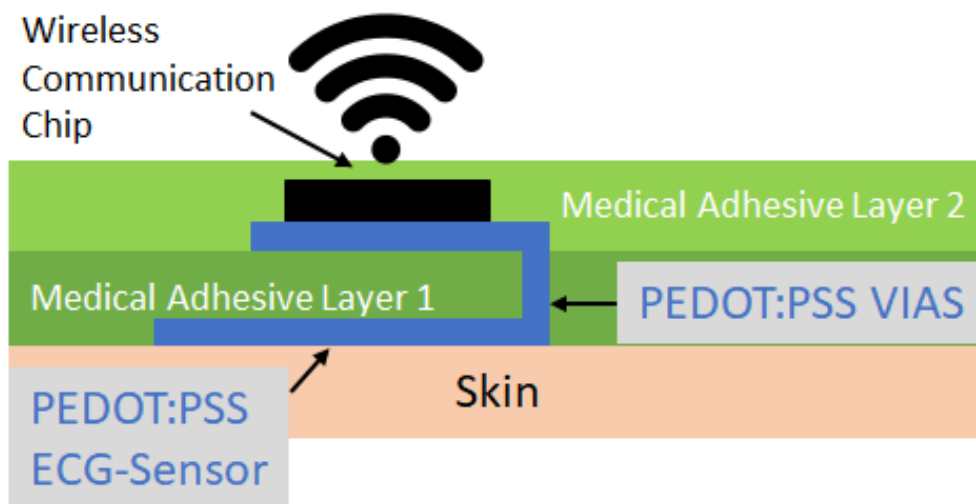 Wireless
Communication
Chip
Medical Adhesive Layer 2
Medical Adhesive Layer 1
PEDOT:PSS VIAS
Skin
PEDOT:PSS
ECG-Sensor